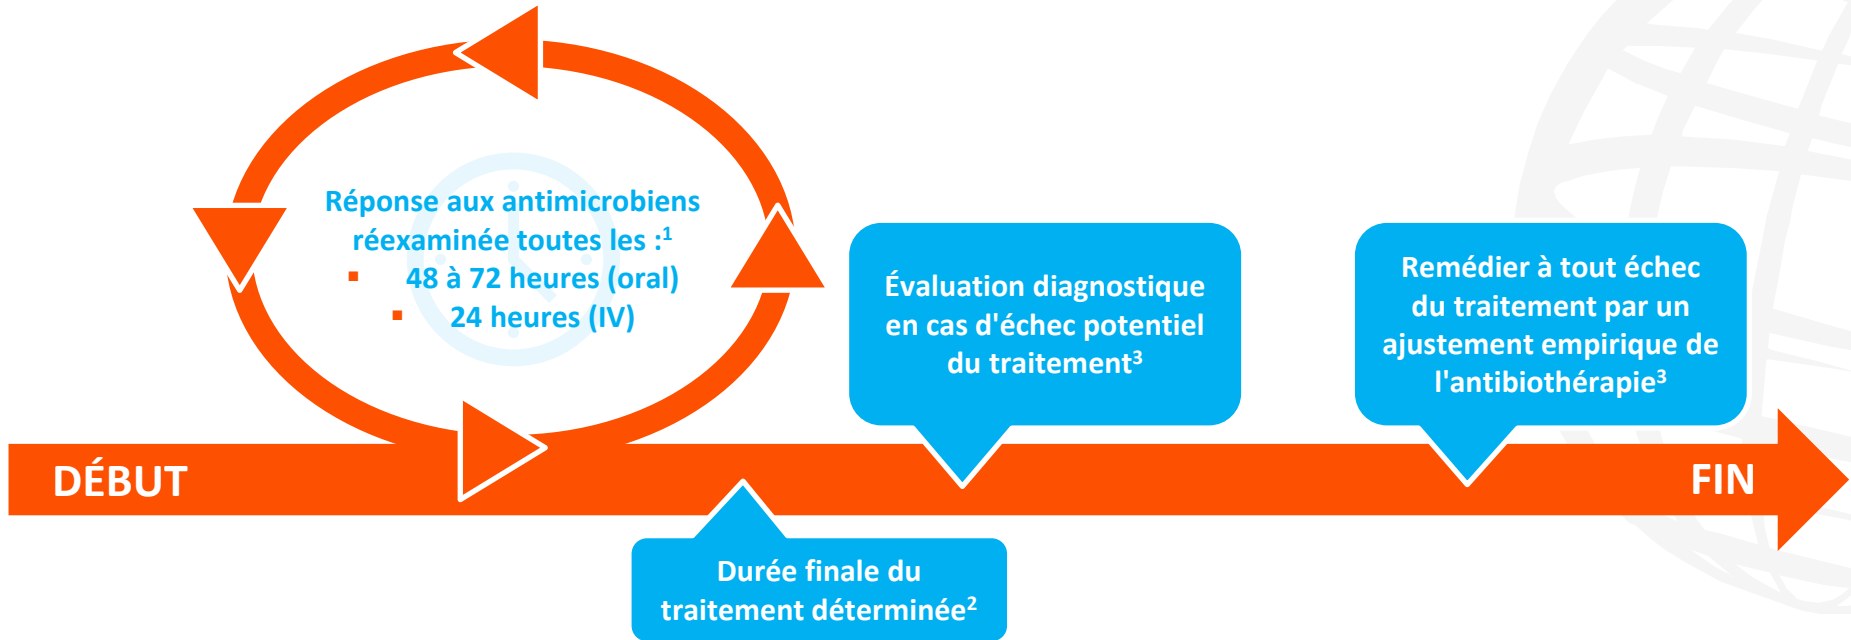 Réponse aux antimicrobiens
réexaminée toutes les :¹
▪ 48 à 72 heures (oral)
▪ 24 heures (IV)
Évaluation diagnostique
en cas d'échec potentiel
du traitement³
Remédier à tout échec
du traitement par un
ajustement empirique de
l'antibiothérapie³
DÉBUT
FIN
Durée finale du
traitement déterminée²